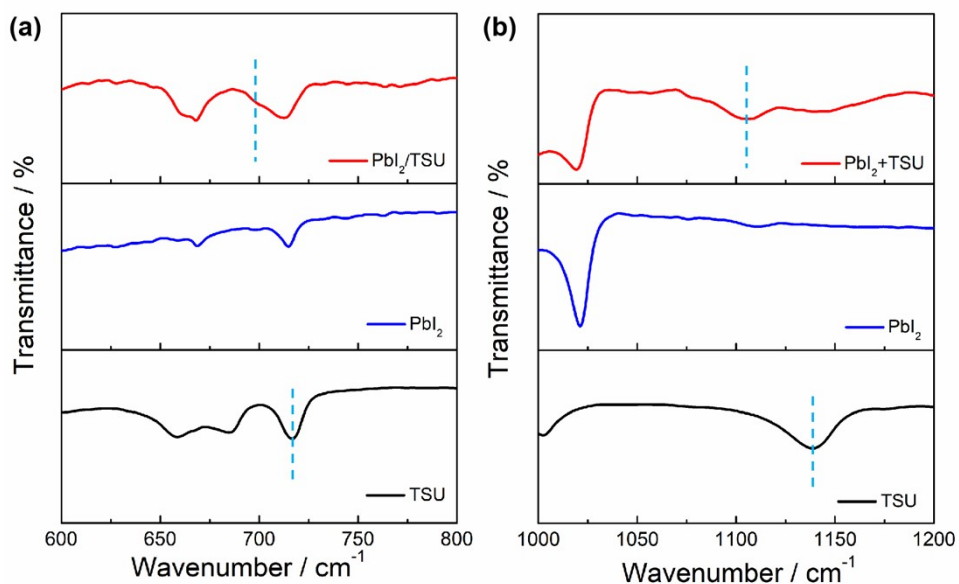 (a)
Transmittance / %
PbI₂/TSU
PbI₂
TSU
600 650 700 750 800
Wavenumber / cm⁻¹
(b)
Transmittance / %
PbI₂+TSU
PbI₂
TSU
1000 1050 1100 1150 1200
Wavenumber / cm⁻¹